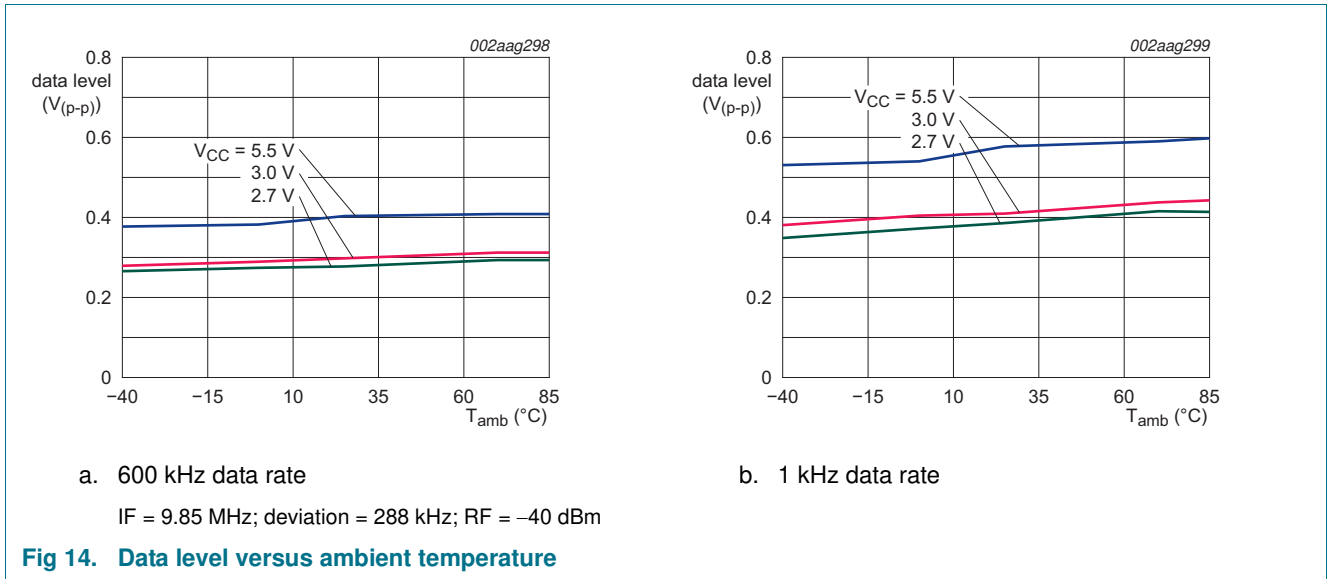 002aag298
0.8
data level
(V(p-p))
0.6
VCC = 5.5 V
3.0 V
2.7 V
0.4
0.2
0
−40 −15 10 35 60 85
Tamb (°C)
a. 600 kHz data rate
002aag299
0.8
data level
(V(p-p))
VCC = 5.5 V
3.0 V
0.6
2.7 V
0.4
0.2
0
−40 −15 10 35 60 85
Tamb (°C)
b. 1 kHz data rate
IF = 9.85 MHz; deviation = 288 kHz; RF = −40 dBm
Fig 14. Data level versus ambient temperature